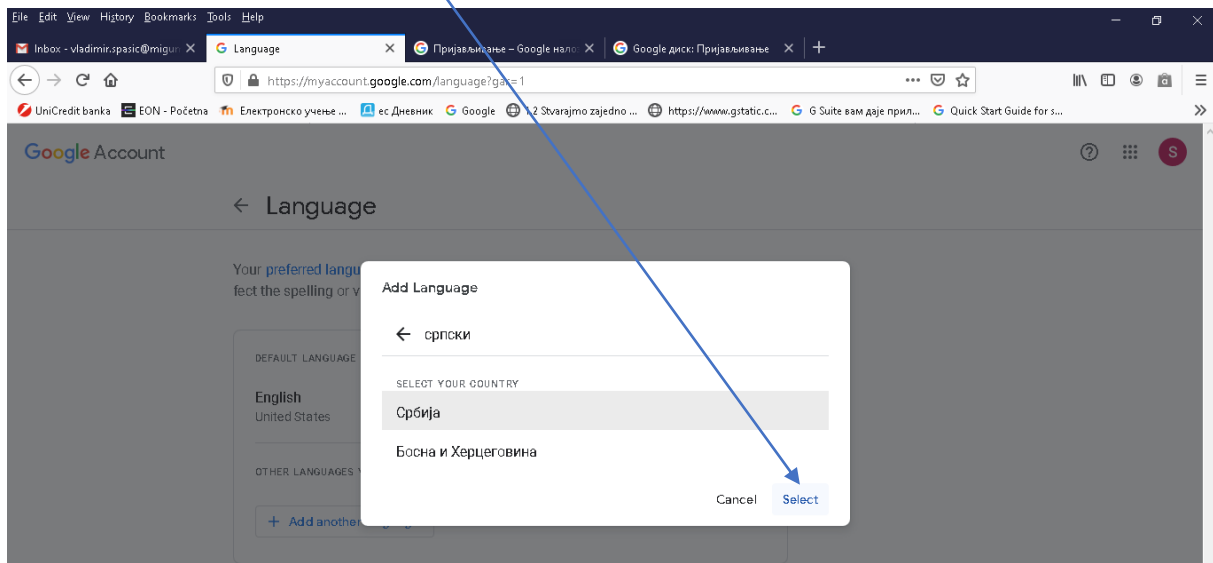 File Edit View History Bookmarks Tools Help
Inbox - vladimir.spasic@migun Language Пријављивање – Google нало Google диск: Пријављивање
https://myaccount.google.com/language?gar=1
UniCredit banka EON - Početna Електронско учење ... ес Дневник Google 1.2 Stvarajmo zajedno ... https://www.gstatic.c... G Suite вам даје прил... Quick Start Guide for s...
Google Account
S
Language
Your preferred langu
fect the spelling or v
Add Language
српски
DEFAULT LANGUAGE
SELECT YOUR COUNTRY
English
United States
Србија
Босна и Херцеговина
OTHER LANGUAGES Y
Cancel Select
+ Add another